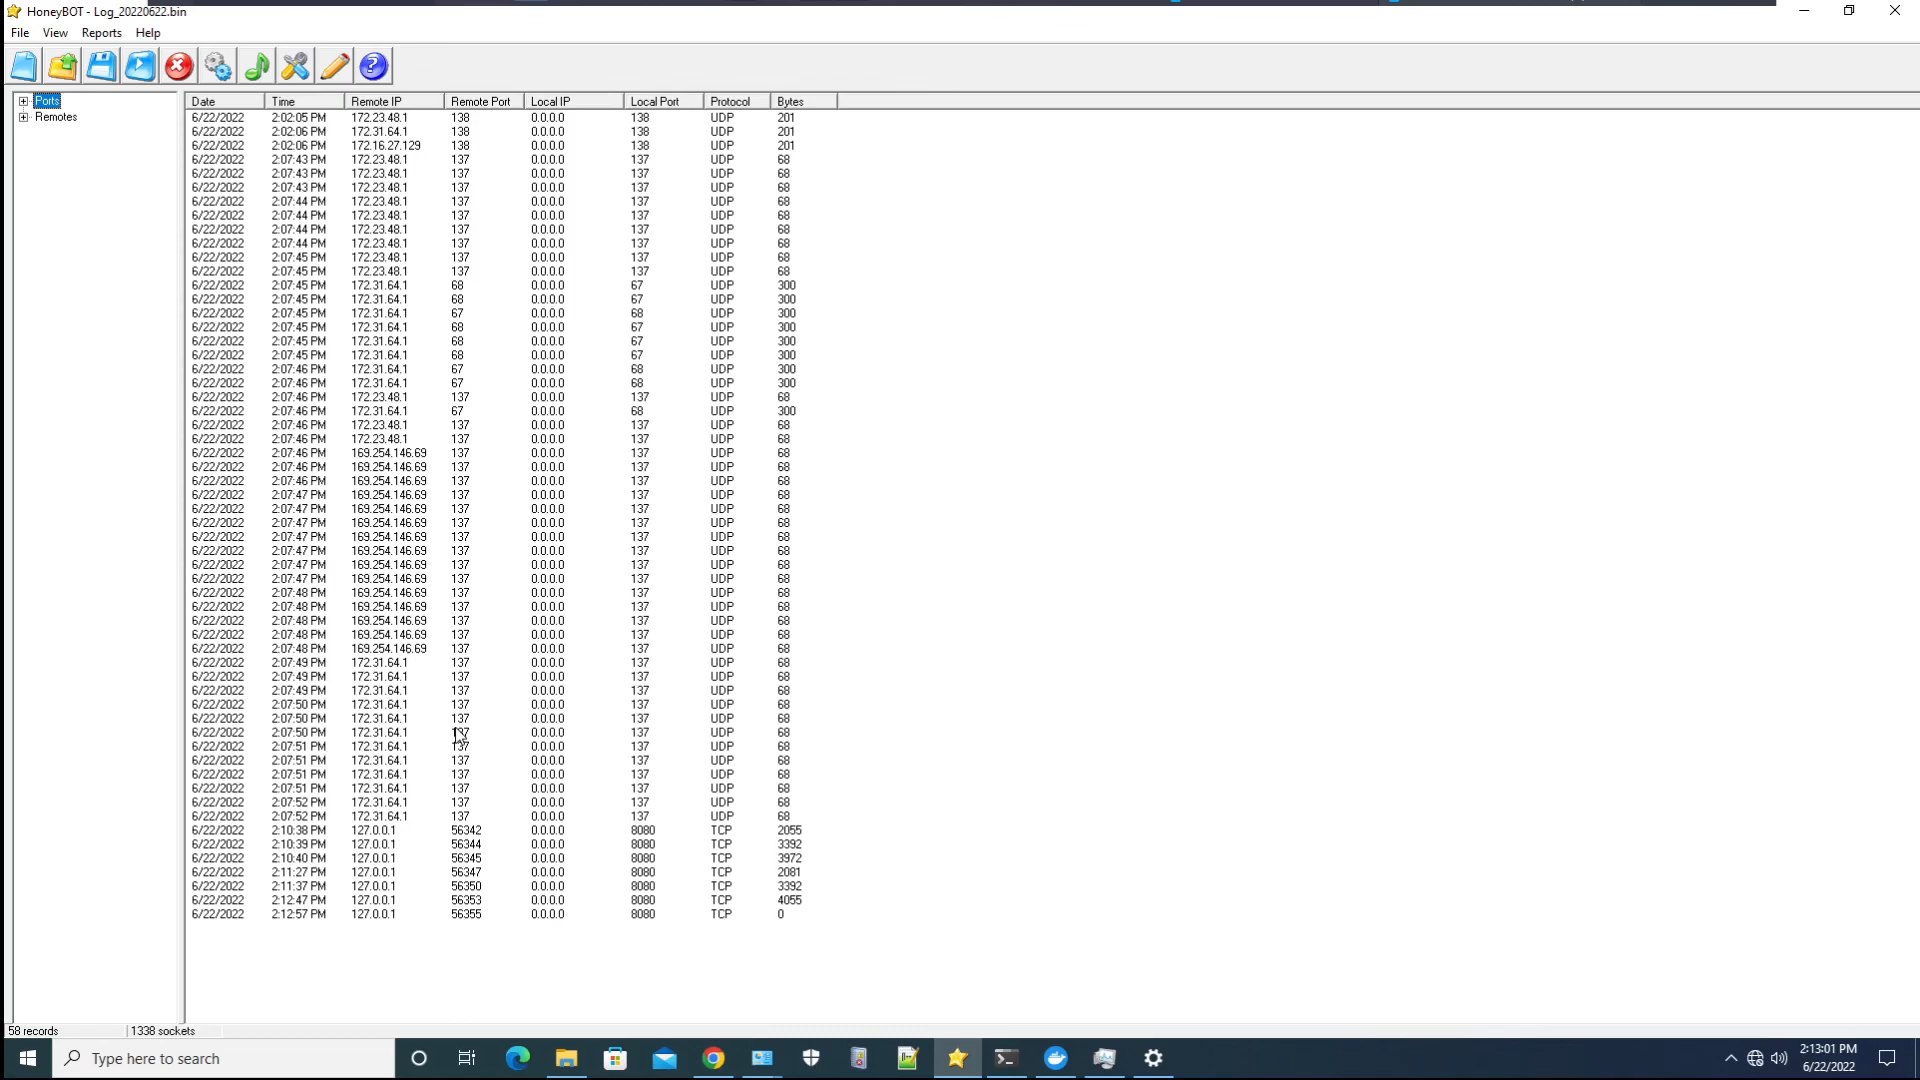 HoneyBOT - Log_20220622.bin
File View Reports Help
Ports
Remotes
Date Time Remote IP Remote Port Local IP Local Port Protocol Bytes
6/22/2022 2:02:05 PM 172.23.48.1 138 0.0.0.0 138 UDP 201
6/22/2022 2:02:06 PM 172.31.64.1 138 0.0.0.0 138 UDP 201
6/22/2022 2:02:06 PM 172.16.27.129 138 0.0.0.0 138 UDP 201
6/22/2022 2:07:43 PM 172.23.48.1 137 0.0.0.0 137 UDP 68
6/22/2022 2:07:43 PM 172.23.48.1 137 0.0.0.0 137 UDP 68
6/22/2022 2:07:43 PM 172.23.48.1 137 0.0.0.0 137 UDP 68
6/22/2022 2:07:44 PM 172.23.48.1 137 0.0.0.0 137 UDP 68
6/22/2022 2:07:44 PM 172.23.48.1 137 0.0.0.0 137 UDP 68
6/22/2022 2:07:44 PM 172.23.48.1 137 0.0.0.0 137 UDP 68
6/22/2022 2:07:44 PM 172.23.48.1 137 0.0.0.0 137 UDP 68
6/22/2022 2:07:45 PM 172.23.48.1 137 0.0.0.0 137 UDP 68
6/22/2022 2:07:45 PM 172.23.48.1 137 0.0.0.0 137 UDP 68
6/22/2022 2:07:45 PM 172.31.64.1 68 0.0.0.0 67 UDP 300
6/22/2022 2:07:45 PM 172.31.64.1 68 0.0.0.0 67 UDP 300
6/22/2022 2:07:45 PM 172.31.64.1 67 0.0.0.0 68 UDP 300
6/22/2022 2:07:45 PM 172.31.64.1 68 0.0.0.0 67 UDP 300
6/22/2022 2:07:45 PM 172.31.64.1 68 0.0.0.0 67 UDP 300
6/22/2022 2:07:45 PM 172.31.64.1 68 0.0.0.0 67 UDP 300
6/22/2022 2:07:46 PM 172.31.64.1 67 0.0.0.0 68 UDP 300
6/22/2022 2:07:46 PM 172.31.64.1 67 0.0.0.0 68 UDP 300
6/22/2022 2:07:46 PM 172.23.48.1 137 0.0.0.0 137 UDP 68
6/22/2022 2:07:46 PM 172.31.64.1 67 0.0.0.0 68 UDP 300
6/22/2022 2:07:46 PM 172.23.48.1 137 0.0.0.0 137 UDP 68
6/22/2022 2:07:46 PM 172.23.48.1 137 0.0.0.0 137 UDP 68
6/22/2022 2:07:46 PM 169.254.146.69 137 0.0.0.0 137 UDP 68
6/22/2022 2:07:46 PM 169.254.146.69 137 0.0.0.0 137 UDP 68
6/22/2022 2:07:46 PM 169.254.146.69 137 0.0.0.0 137 UDP 68
6/22/2022 2:07:47 PM 169.254.146.69 137 0.0.0.0 137 UDP 68
6/22/2022 2:07:47 PM 169.254.146.69 137 0.0.0.0 137 UDP 68
6/22/2022 2:07:47 PM 169.254.146.69 137 0.0.0.0 137 UDP 68
6/22/2022 2:07:47 PM 169.254.146.69 137 0.0.0.0 137 UDP 68
6/22/2022 2:07:47 PM 169.254.146.69 137 0.0.0.0 137 UDP 68
6/22/2022 2:07:47 PM 169.254.146.69 137 0.0.0.0 137 UDP 68
6/22/2022 2:07:47 PM 169.254.146.69 137 0.0.0.0 137 UDP 68
6/22/2022 2:07:48 PM 169.254.146.69 137 0.0.0.0 137 UDP 68
6/22/2022 2:07:48 PM 169.254.146.69 137 0.0.0.0 137 UDP 68
6/22/2022 2:07:48 PM 169.254.146.69 137 0.0.0.0 137 UDP 68
6/22/2022 2:07:48 PM 169.254.146.69 137 0.0.0.0 137 UDP 68
6/22/2022 2:07:48 PM 169.254.146.69 137 0.0.0.0 137 UDP 68
6/22/2022 2:07:49 PM 172.31.64.1 137 0.0.0.0 137 UDP 68
6/22/2022 2:07:49 PM 172.31.64.1 137 0.0.0.0 137 UDP 68
6/22/2022 2:07:49 PM 172.31.64.1 137 0.0.0.0 137 UDP 68
6/22/2022 2:07:50 PM 172.31.64.1 137 0.0.0.0 137 UDP 68
6/22/2022 2:07:50 PM 172.31.64.1 137 0.0.0.0 137 UDP 68
6/22/2022 2:07:50 PM 172.31.64.1 137 0.0.0.0 137 UDP 68
6/22/2022 2:07:51 PM 172.31.64.1 137 0.0.0.0 137 UDP 68
6/22/2022 2:07:51 PM 172.31.64.1 137 0.0.0.0 137 UDP 68
6/22/2022 2:07:51 PM 172.31.64.1 137 0.0.0.0 137 UDP 68
6/22/2022 2:07:51 PM 172.31.64.1 137 0.0.0.0 137 UDP 68
6/22/2022 2:07:52 PM 172.31.64.1 137 0.0.0.0 137 UDP 68
6/22/2022 2:07:52 PM 172.31.64.1 137 0.0.0.0 137 UDP 68
6/22/2022 2:10:38 PM 127.0.0.1 56342 0.0.0.0 8080 TCP 2055
6/22/2022 2:10:39 PM 127.0.0.1 56344 0.0.0.0 8080 TCP 3392
6/22/2022 2:10:40 PM 127.0.0.1 56345 0.0.0.0 8080 TCP 3972
6/22/2022 2:11:27 PM 127.0.0.1 56347 0.0.0.0 8080 TCP 2081
6/22/2022 2:11:37 PM 127.0.0.1 56350 0.0.0.0 8080 TCP 3392
6/22/2022 2:12:47 PM 127.0.0.1 56353 0.0.0.0 8080 TCP 4055
6/22/2022 2:12:57 PM 127.0.0.1 56355 0.0.0.0 8080 TCP 0
58 records 1338 sockets
Type here to search
2:13:01 PM
6/22/2022